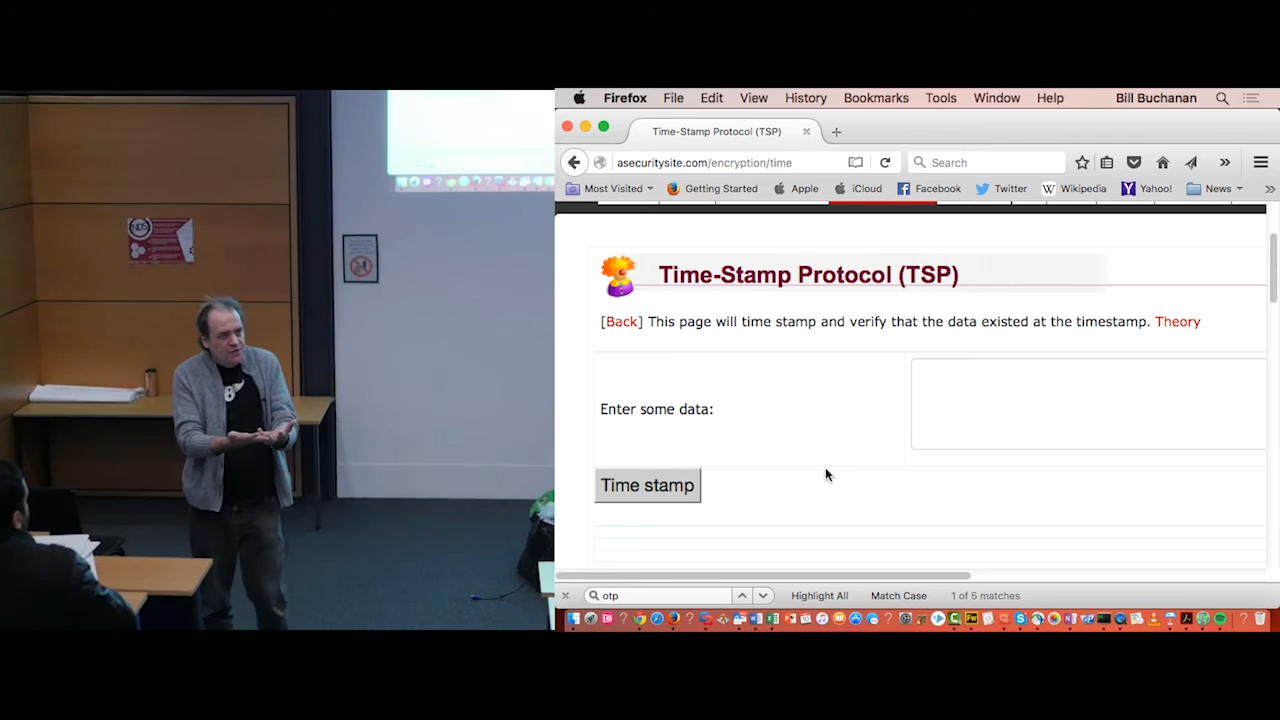 Firefox File Edit View History Bookmarks Tools Window Help Bill Buchanan
Time-Stamp Protocol (TSP)
asecuritysite.com/encryption/time Search
Most Visited Getting Started Apple iCloud Facebook Twitter Wikipedia Yahoo! News
Time-Stamp Protocol (TSP)
[Back] This page will time stamp and verify that the data existed at the timestamp. Theory
Enter some data:
Time stamp
otp Highlight All Match Case 1 of 5 matches